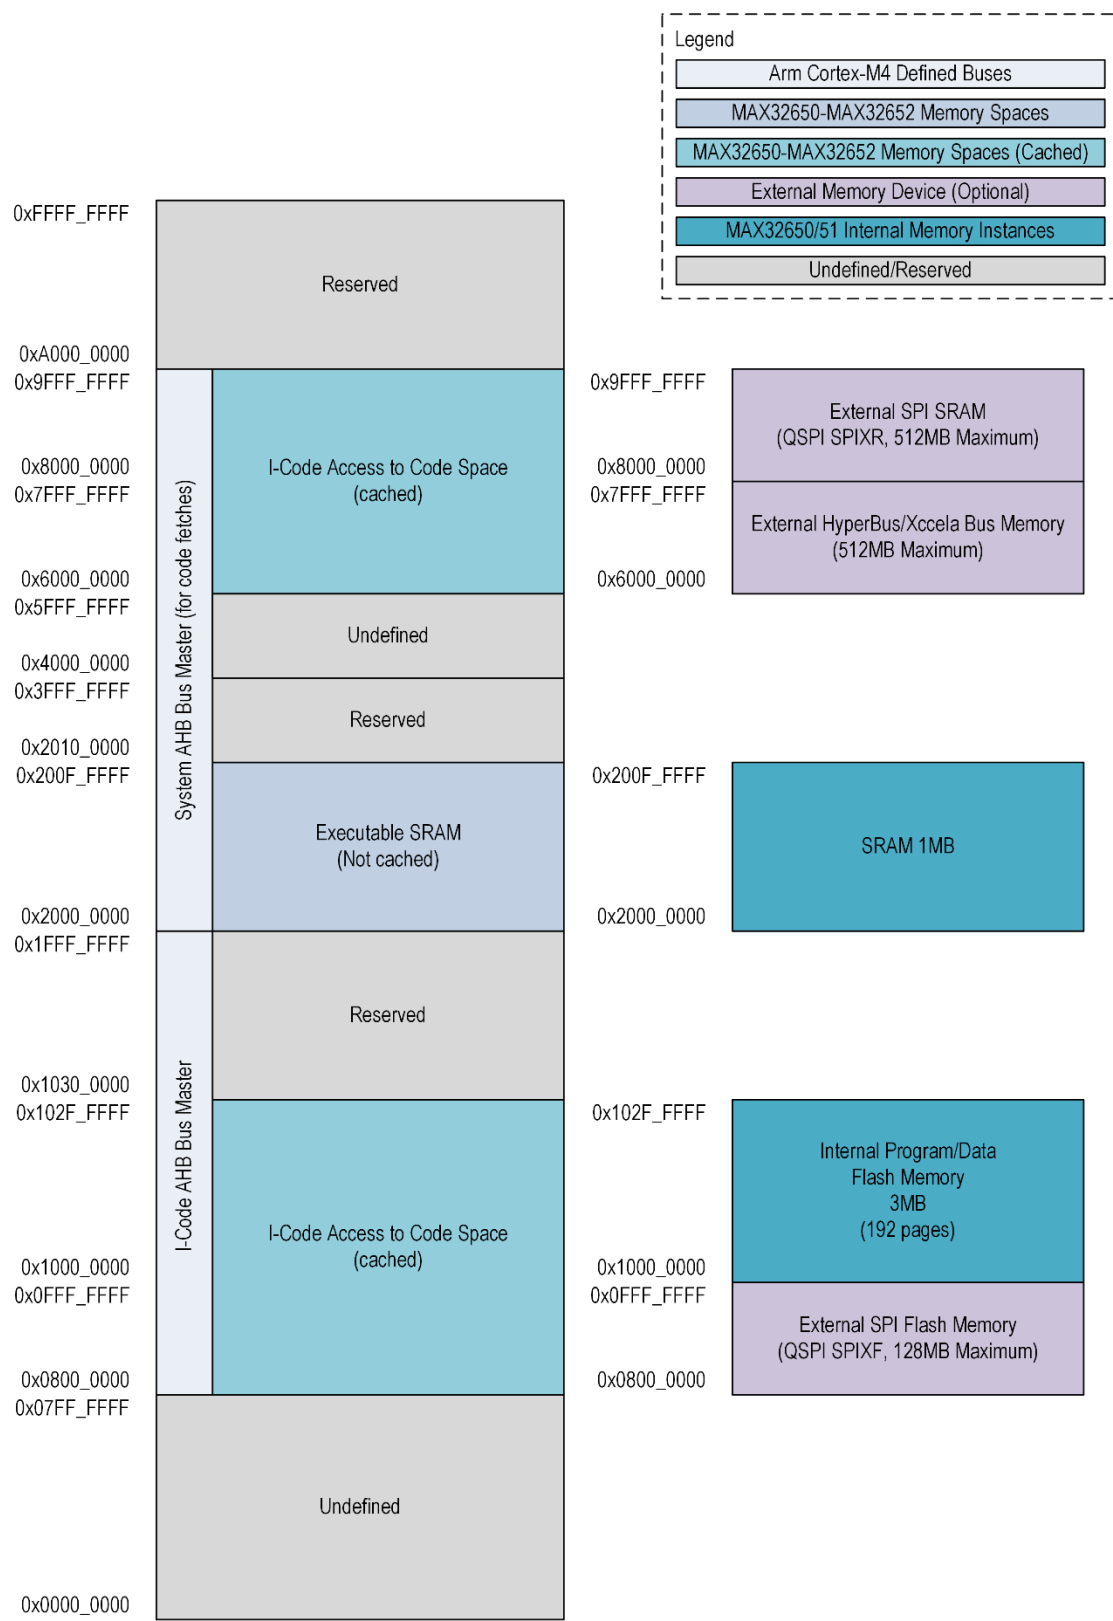 Legend
Arm Cortex-M4 Defined Buses
MAX32650-MAX32652 Memory Spaces
MAX32650-MAX32652 Memory Spaces (Cached)
External Memory Device (Optional)
MAX32650/51 Internal Memory Instances
Undefined/Reserved
0xFFFF_FFFF
Reserved
0xA000_0000
0x9FFF_FFFF
System AHB Bus Master (for code fetches)
I-Code Access to Code Space
(cached)
0x8000_0000
0x7FFF_FFFF
0x6000_0000
0x5FFF_FFFF
Undefined
0x4000_0000
0x3FFF_FFFF
Reserved
0x2010_0000
0x200F_FFFF
Executable SRAM
(Not cached)
0x2000_0000
0x1FFF_FFFF
I-Code AHB Bus Master
Reserved
0x1030_0000
0x102F_FFFF
I-Code Access to Code Space
(cached)
0x1000_0000
0x0FFF_FFFF
0x0800_0000
0x07FF_FFFF
Undefined
0x0000_0000
0x9FFF_FFFF
External SPI SRAM
(QSPI SPIXR, 512MB Maximum)
0x8000_0000
0x7FFF_FFFF
External HyperBus/Xccela Bus Memory
(512MB Maximum)
0x6000_0000
0x200F_FFFF
SRAM 1MB
0x2000_0000
0x102F_FFFF
Internal Program/Data
Flash Memory
3MB
(192 pages)
0x1000_0000
0x0FFF_FFFF
External SPI Flash Memory
(QSPI SPIXF, 128MB Maximum)
0x0800_0000